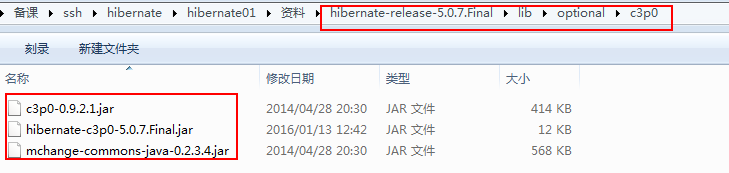 备课 ssh hibernate hibernate01 资料 hibernate-release-5.0.7.Final lib optional c3p0
刻录 新建文件夹
名称 修改日期 类型 大小
c3p0-0.9.2.1.jar 2014/04/28 20:30 JAR 文件 414 KB
hibernate-c3p0-5.0.7.Final.jar 2016/01/13 12:42 JAR 文件 12 KB
mchange-commons-java-0.2.3.4.jar 2014/04/28 20:30 JAR 文件 568 KB